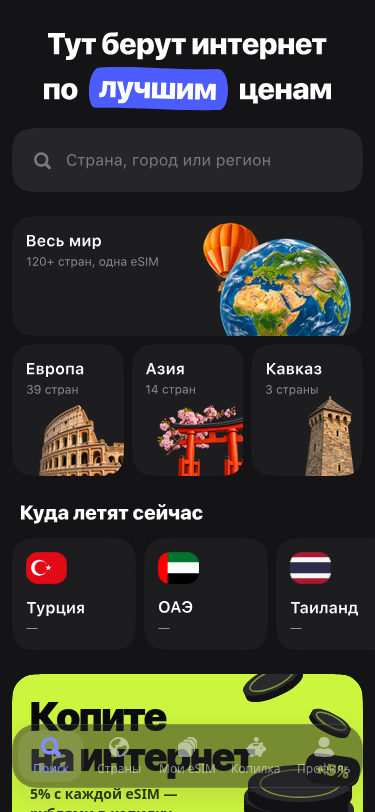 Тут берут интернет
по лучшим ценам
Страна, город или регион
Весь мир
120+ стран, одна eSIM
Европа
39 стран
Азия
14 стран
Кавказ
3 страны
Куда летят сейчас
Турция
—
ОАЭ
—
Таиланд
—
Копите
на интернет
Поиск
Страны
Мои eSIM
Копилка
5%
5% с каждой eSIM —